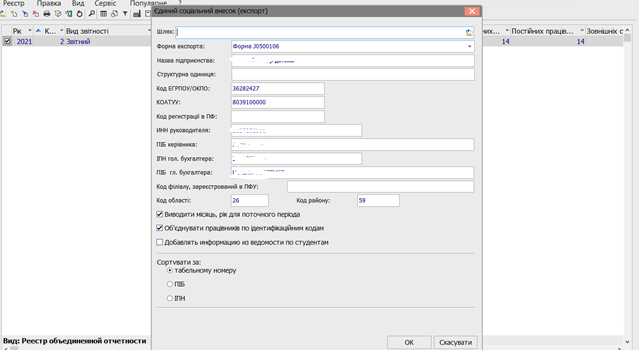 Реєстр Правка Вид Сервіс Популярне ?
Єдиний соціальний внесок (експорт)
Рік К... Вид звітності
Постійних праців... Зовнішніх с
2021 2 Звітний
14 14
Шлях:
Форма експорта: Форма J0500106
Назва підприємства:
Структурна одиниця:
Код ЕГРПОУ/ОКПО: 36282427
КОАТУУ: 8039100000
Код регистрації в ПФ:
ИНН руководителя:
ПІБ керівника:
ІПН гол. бухгалтера:
ПІБ гл. бухгалтера:
Код філіалу, зареєстрований в ПФУ:
Код області: 26 Код району: 59
Виводити місяць, рік для поточного періода
Об'єднувати працівників по ідентифікаційним кодам
Добавлять информацию из ведомости по студентам
Сортувати за:
табельному номеру
ПІБ
ІПН
Вид: Реестр объединенной отчетности
OK Скасувати